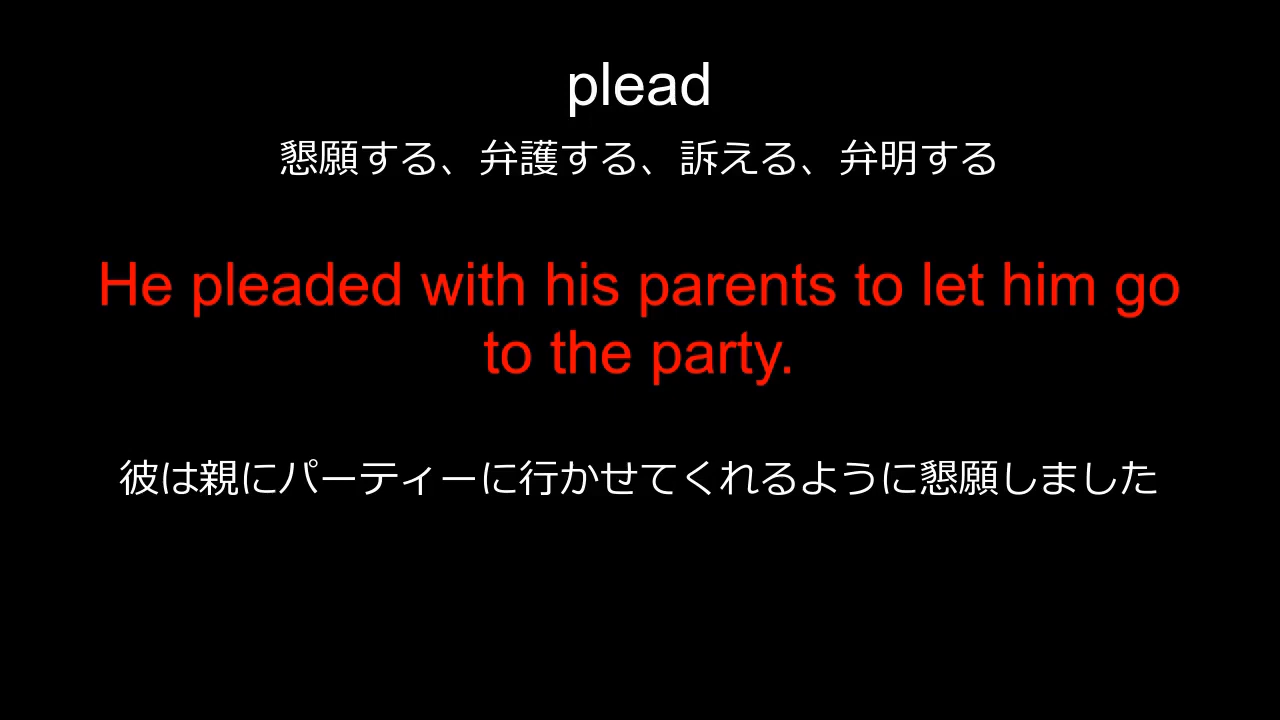 plead
懇願する、弁護する、訴える、弁明する
He pleaded with his parents to let him go
to the party.
彼は親にパーティーに行かせてくれるように懇願しました